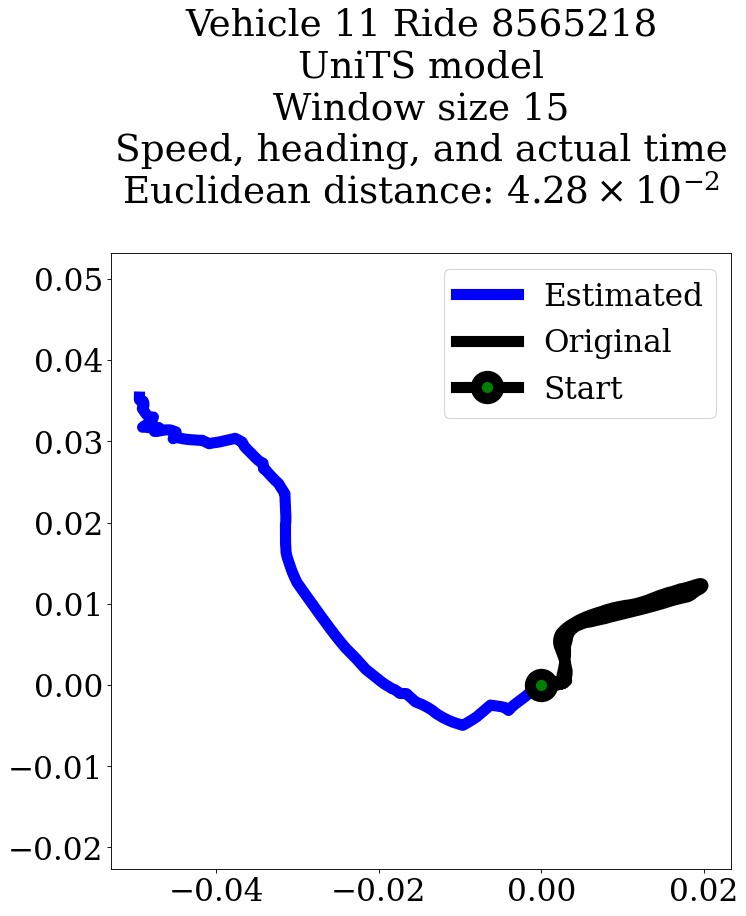 Vehicle 11 Ride 8565218
UniTS model
Window size 15
Speed, heading, and actual time
Euclidean distance: 4.28 × 10⁻²
Estimated
Original
Start
0.05
0.04
0.03
0.02
0.01
0.00
−0.01
−0.02
−0.04 −0.02 0.00 0.02